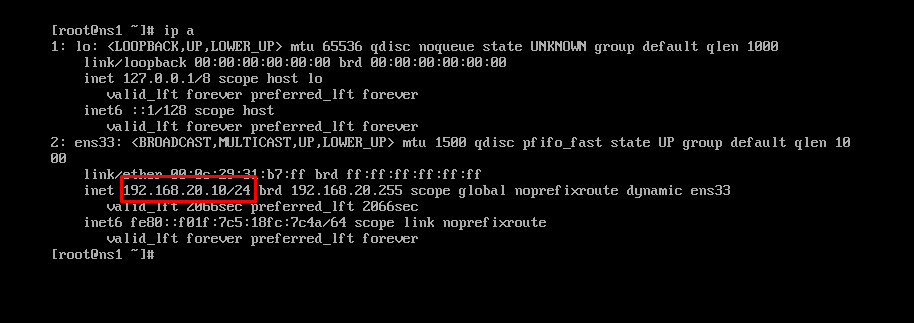 [root@ns1 ~]# ip a
1: lo: <LOOPBACK,UP,LOWER_UP> mtu 65536 qdisc noqueue state UNKNOWN group default qlen 1000
link/loopback 00:00:00:00:00:00 brd 00:00:00:00:00:00
inet 127.0.0.1/8 scope host lo
valid_lft forever preferred_lft forever
inet6 ::1/128 scope host
valid_lft forever preferred_lft forever
2: ens33: <BROADCAST,MULTICAST,UP,LOWER_UP> mtu 1500 qdisc pfifo_fast state UP group default qlen 10
00
link/ether 00:0c:29:31:b7:ff brd ff:ff:ff:ff:ff:ff
inet 192.168.20.10/24 brd 192.168.20.255 scope global noprefixroute dynamic ens33
valid_lft 2066sec preferred_lft 2066sec
inet6 fe80::f01f:7c5:18fc:7c4a/64 scope link noprefixroute
valid_lft forever preferred_lft forever
[root@ns1 ~]#